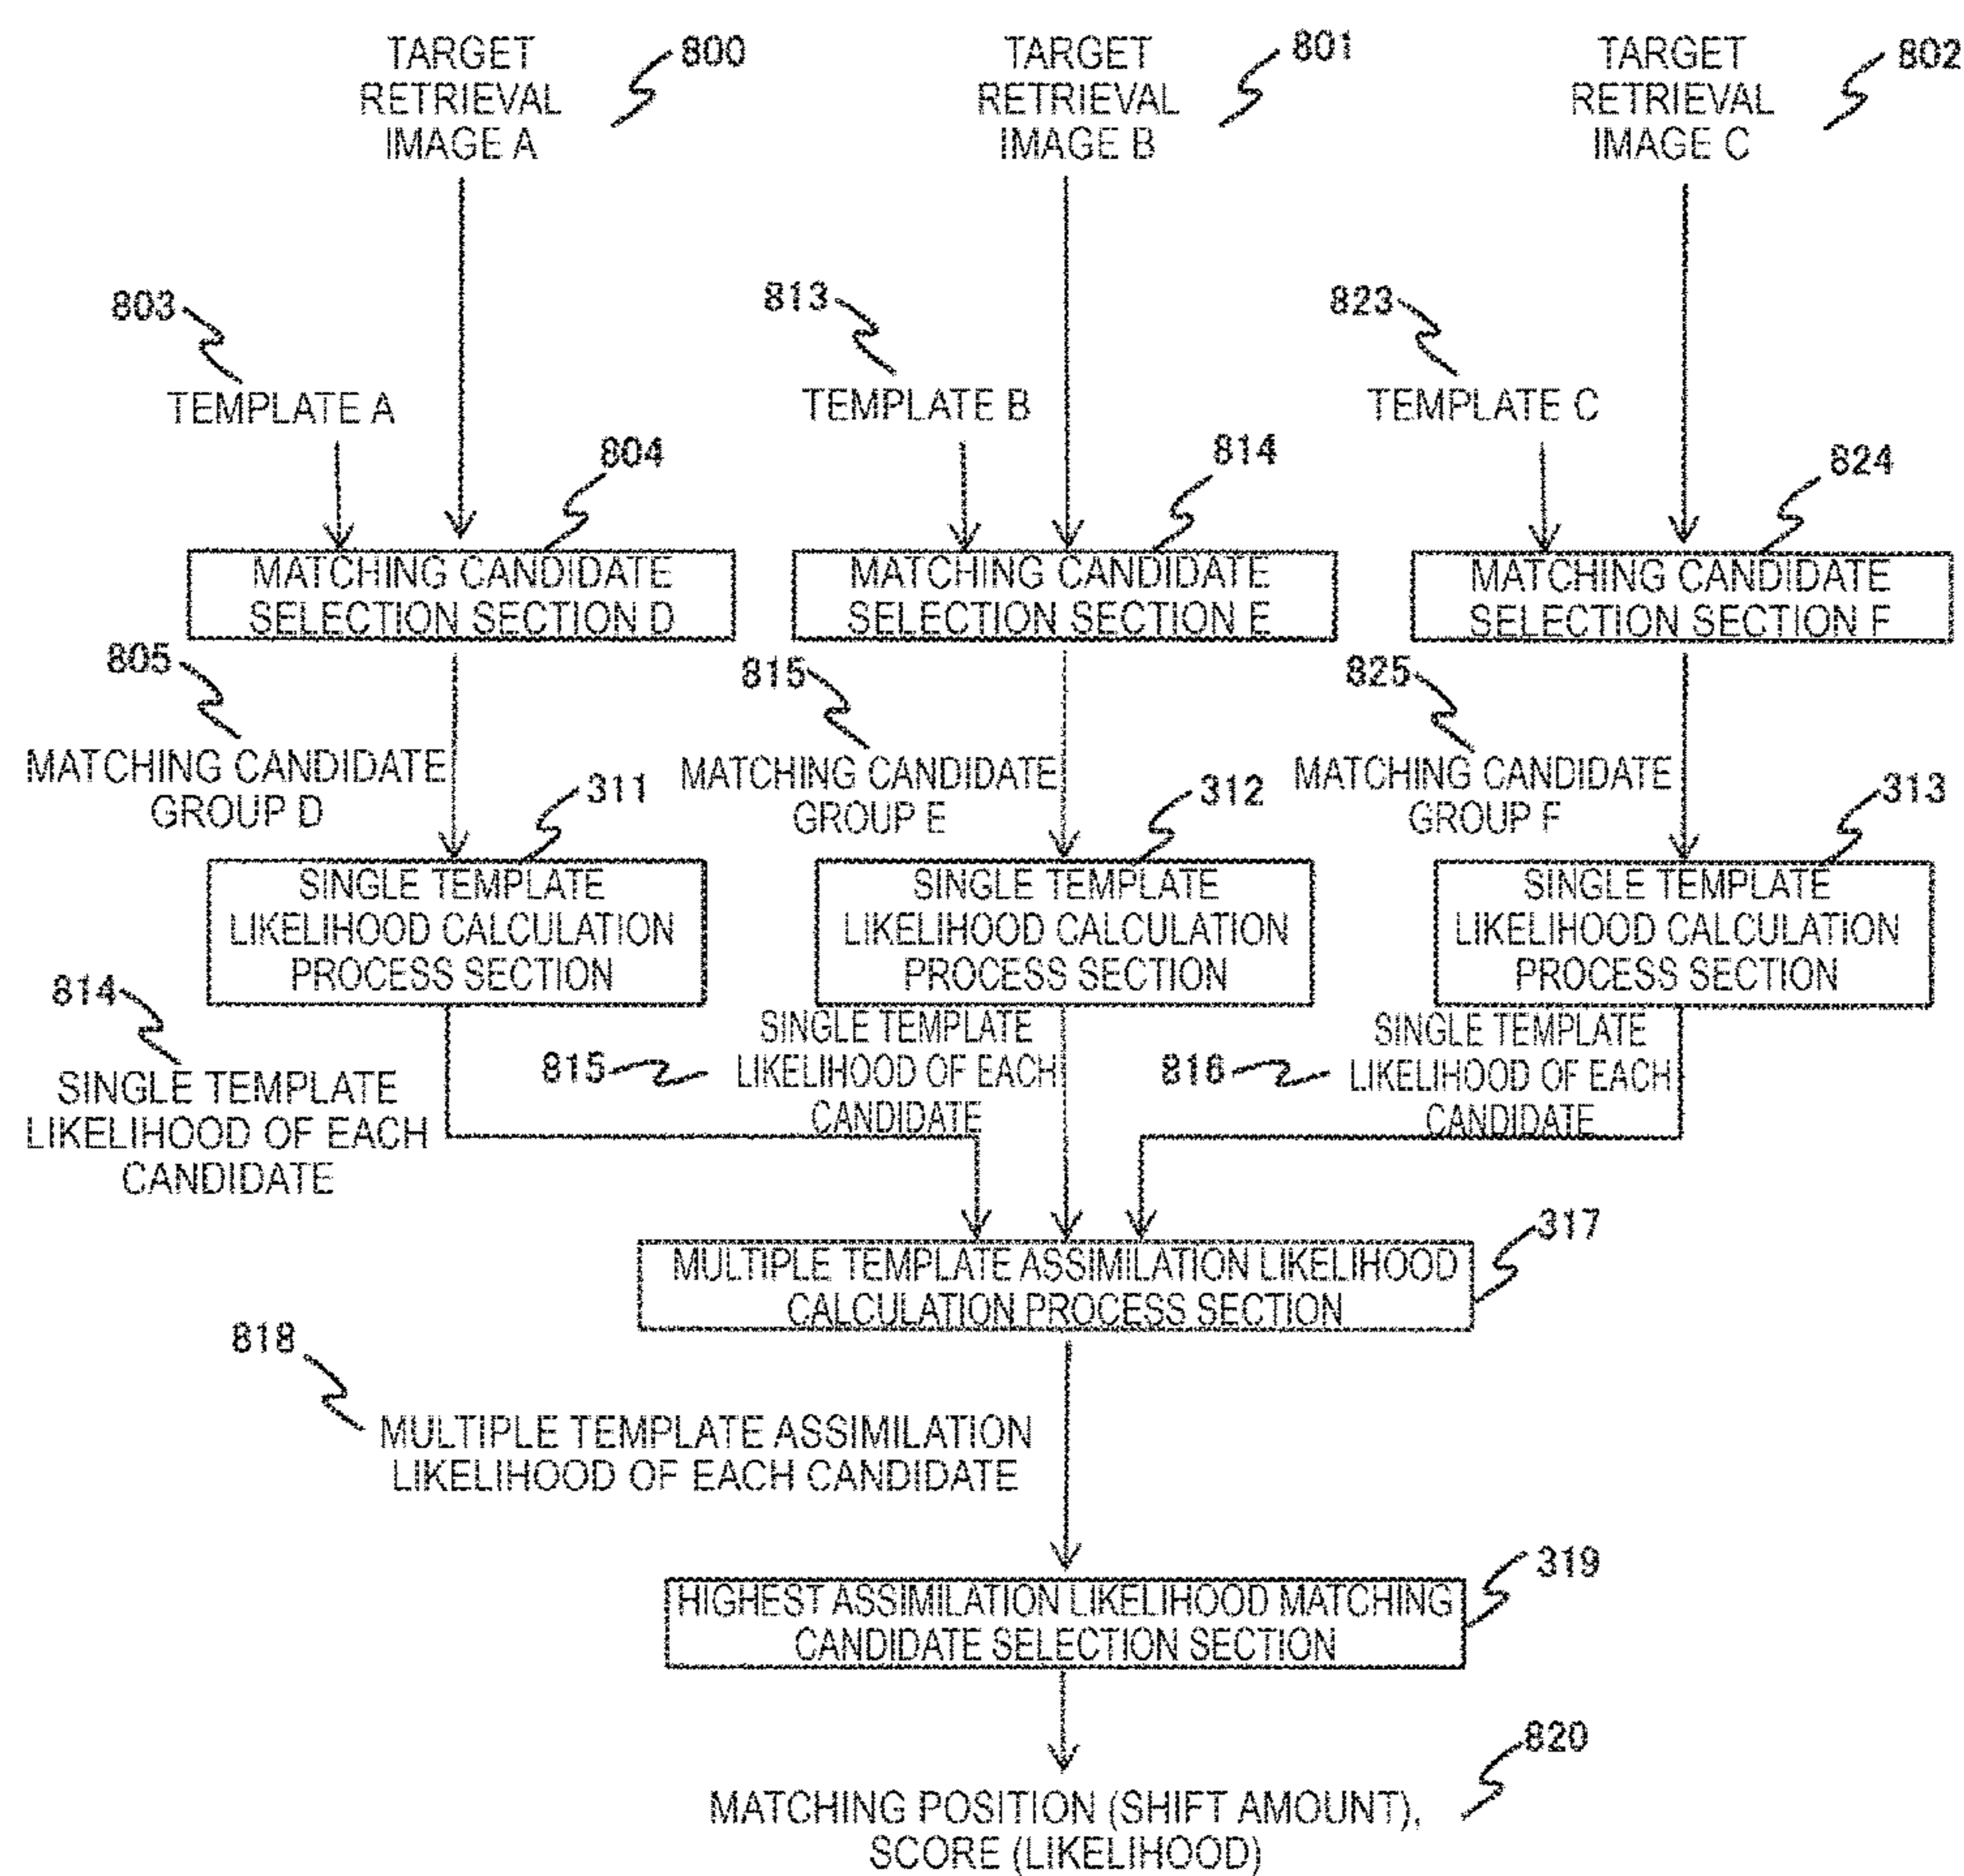 TARGET
RETRIEVAL
IMAGE A
800
TARGET
RETRIEVAL
IMAGE B
801
TARGET
RETRIEVAL
IMAGE C
802
803
TEMPLATE A
813
TEMPLATE B
823
TEMPLATE C
804
MATCHING CANDIDATE
SELECTION SECTION D
814
MATCHING CANDIDATE
SELECTION SECTION E
824
MATCHING CANDIDATE
SELECTION SECTION F
805
MATCHING CANDIDATE
GROUP D
815
MATCHING CANDIDATE
GROUP E
825
MATCHING CANDIDATE
GROUP F
311
SINGLE TEMPLATE
LIKELIHOOD CALCULATION
PROCESS SECTION
312
SINGLE TEMPLATE
LIKELIHOOD CALCULATION
PROCESS SECTION
313
SINGLE TEMPLATE
LIKELIHOOD CALCULATION
PROCESS SECTION
814
SINGLE TEMPLATE
LIKELIHOOD OF EACH
CANDIDATE
815
SINGLE TEMPLATE
LIKELIHOOD OF EACH
CANDIDATE
816
SINGLE TEMPLATE
LIKELIHOOD OF EACH
CANDIDATE
317
MULTIPLE TEMPLATE ASSIMILATION LIKELIHOOD
CALCULATION PROCESS SECTION
818
MULTIPLE TEMPLATE ASSIMILATION
LIKELIHOOD OF EACH CANDIDATE
319
HIGHEST ASSIMILATION LIKELIHOOD MATCHING
CANDIDATE SELECTION SECTION
820
MATCHING POSITION (SHIFT AMOUNT),
SCORE (LIKELIHOOD)